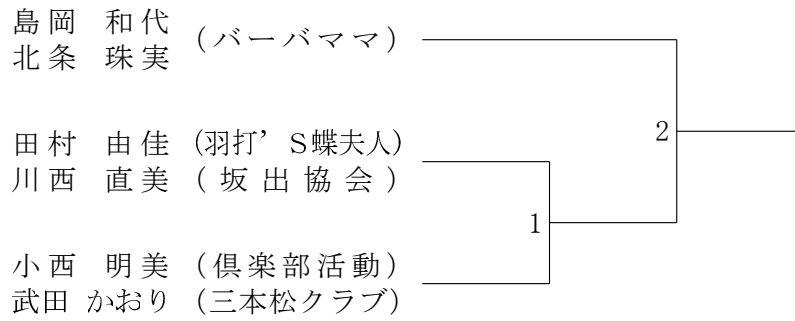 島岡 和代
北条 珠実
(バーバママ)
田村 由佳 (羽打’S蝶夫人)
川西 直美 (坂出協会)
小西 明美 (倶楽部活動)
武田 かおり (三本松クラブ)
1
2